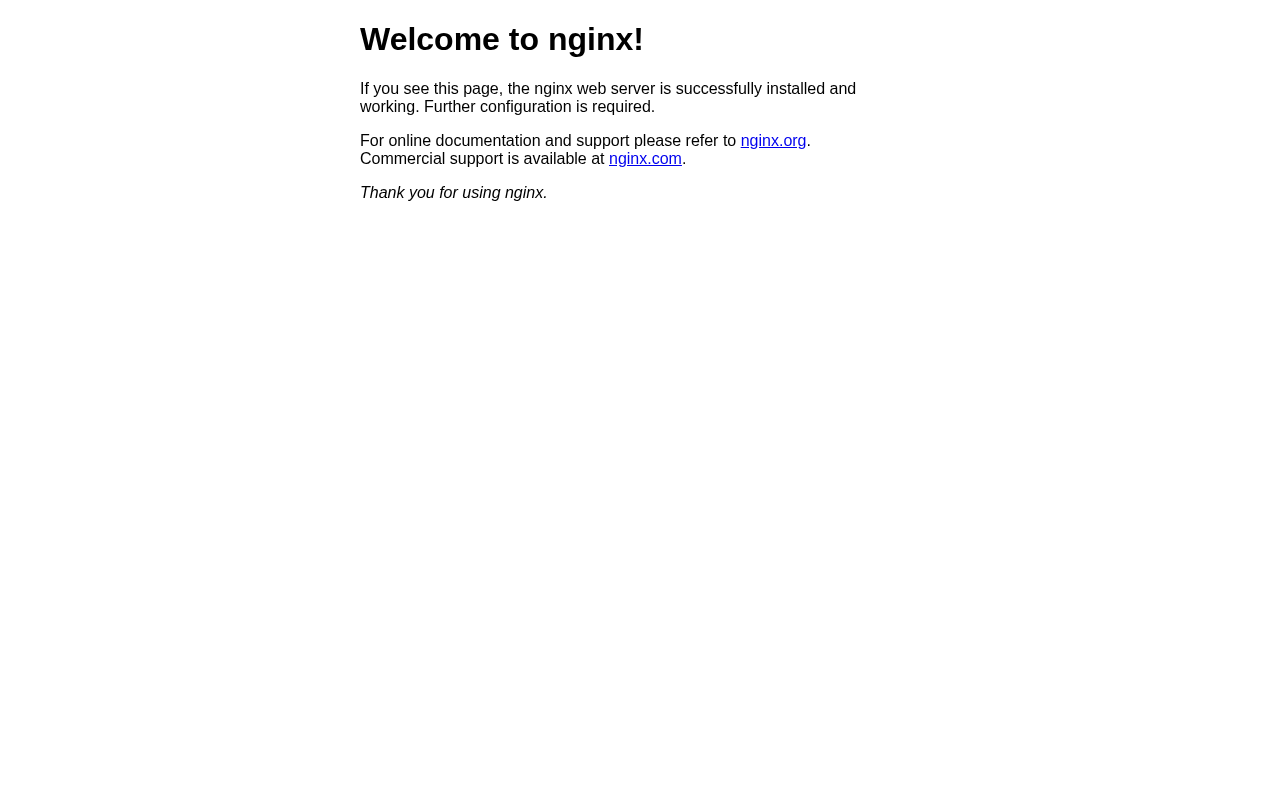 Welcome to nginx!
If you see this page, the nginx web server is successfully installed and
working. Further configuration is required.
For online documentation and support please refer to nginx.org.
Commercial support is available at nginx.com.
Thank you for using nginx.